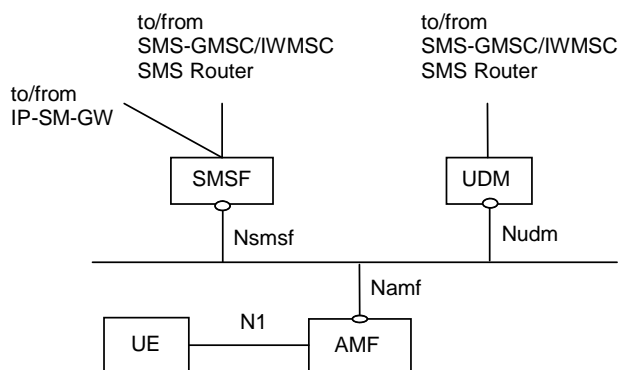 to/from
SMS-GMSC/IWMSC
SMS Router
to/from
SMS-GMSC/IWMSC
SMS Router
to/from
IP-SM-GW
SMSF
UDM
Nsmsf
Nudm
Namf
N1
UE
AMF